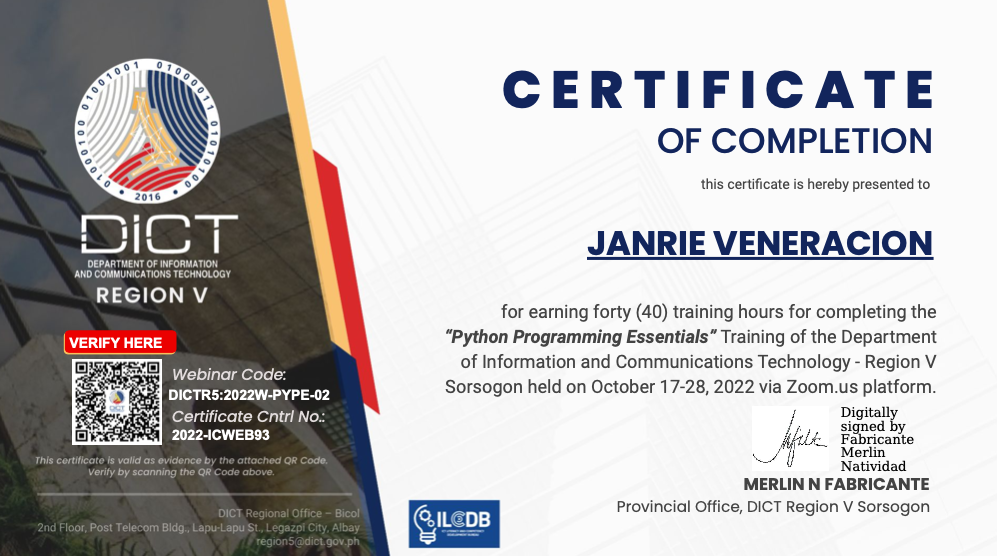 01000100 01001001 01000011 01010100
• 2016 •
DICT
DEPARTMENT OF INFORMATION
AND COMMUNICATIONS TECHNOLOGY
REGION V
VERIFY HERE
DICT
Webinar Code:
DICTR5:2022W-PYPE-02
Certificate Cntrl No.:
2022-ICWEB93
This certificate is valid as evidence by the attached QR Code.
Verify by scanning the QR Code above.
DICT Regional Office – Bicol
2nd Floor, Post Telecom Bldg., Lapu-Lapu St., Legazpi City, Albay
region5@dict.gov.ph
CERTIFICATE
OF COMPLETION
this certificate is hereby presented to
JANRIE VENERACION
for earning forty (40) training hours for completing the
“Python Programming Essentials” Training of the Department
of Information and Communications Technology - Region V
Sorsogon held on October 17-28, 2022 via Zoom.us platform.
Digitally
signed by
Fabricante
Merlin
Natividad
MERLIN N FABRICANTE
Provincial Office, DICT Region V Sorsogon
ILCDB